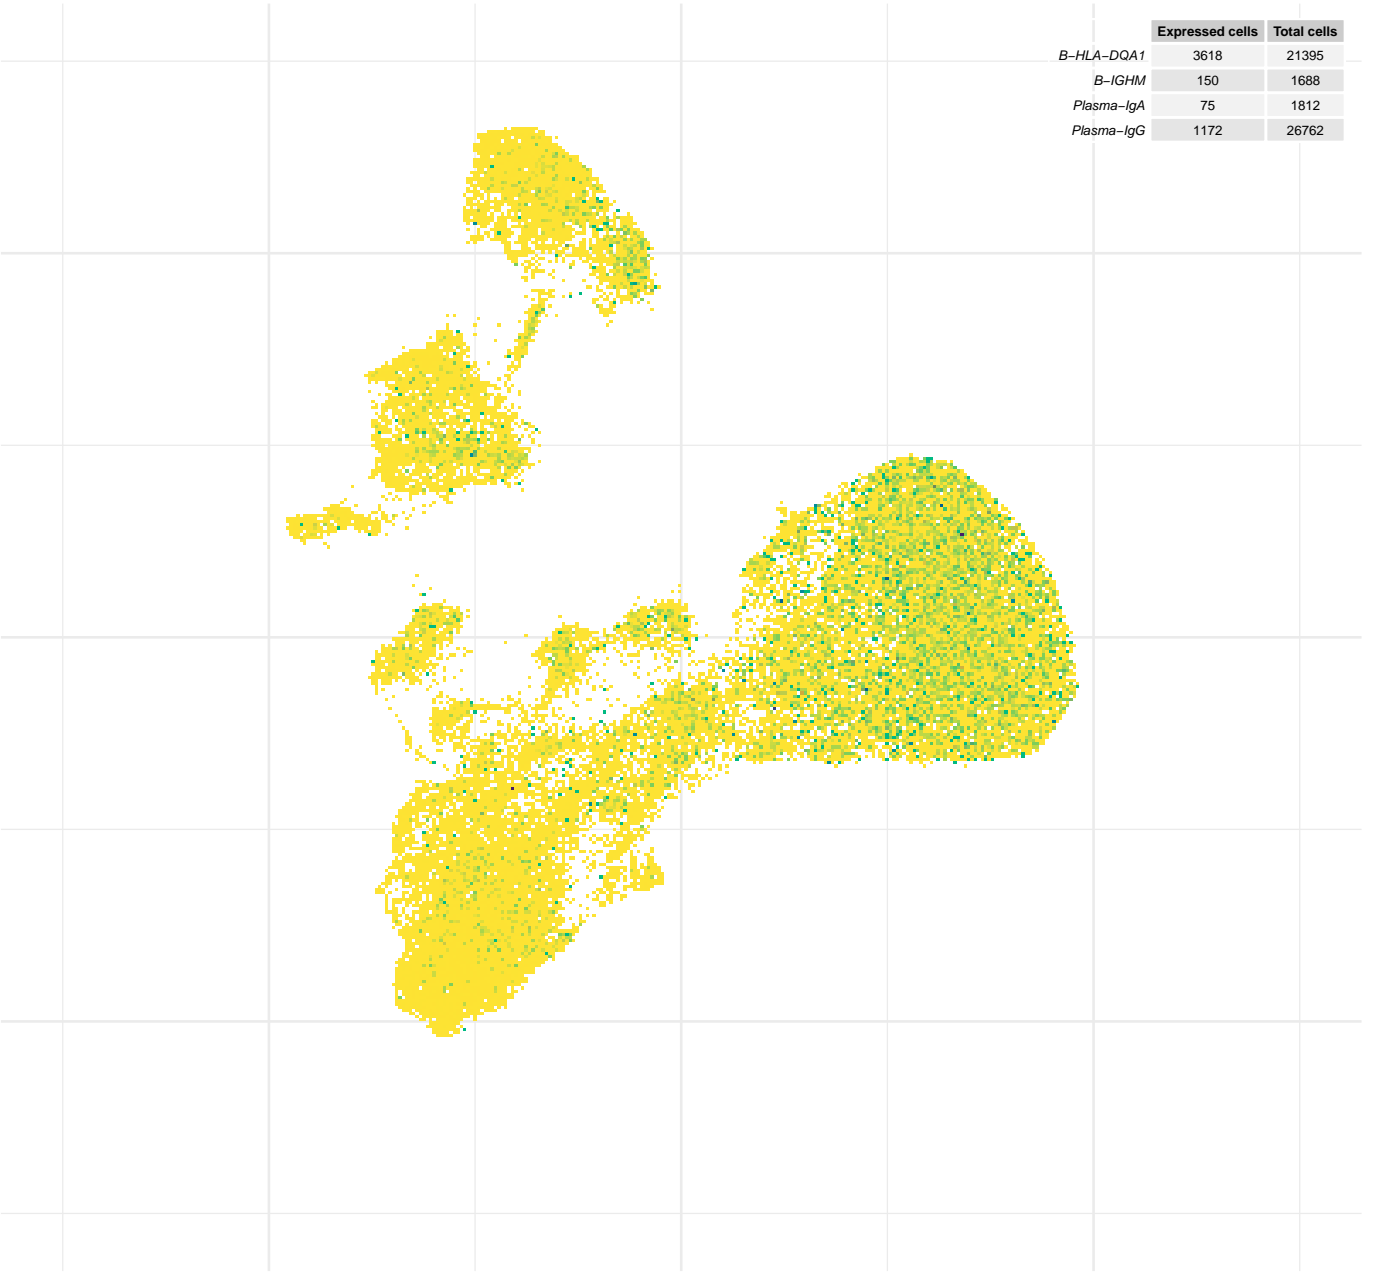 Expressed cells Total cells
B−HLA−DQA1 3618 21395
B−IGHM 150 1688
Plasma−IgA 75 1812
Plasma−IgG 1172 26762